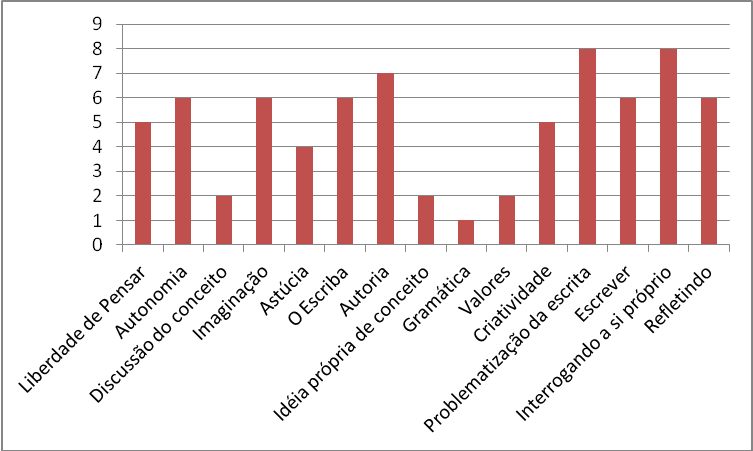 9
8
7
6
5
4
3
2
1
0
Liberdade de Pensar
Autonomia
Discussão do conceito
Imaginação
Astúcia
O Escriba
Autoria
Idéia própria de conceito
Gramática
Valores
Criatividade
Problematização da escrita
Escrever
Interrogando a si próprio
Refletindo